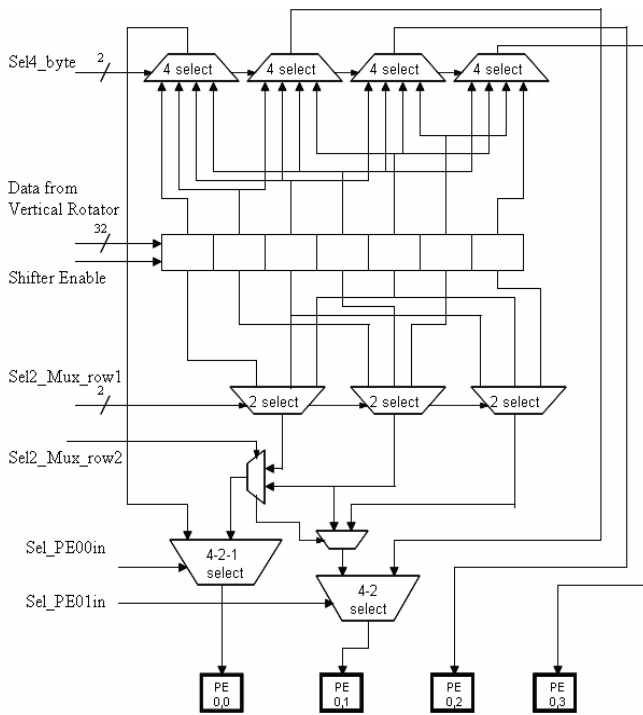 Sel4_byte
2
4 select
4 select
4 select
4 select
Data from
Vertical Rotator
32
Shifter Enable
Sel2_Mux_row1
2
2 select
2 select
2 select
Sel2_Mux_row2
Sel_PE00in
4-2-1
select
Sel_PE01in
4-2
select
PE
0,0
PE
0,1
PE
0,2
PE
0,3